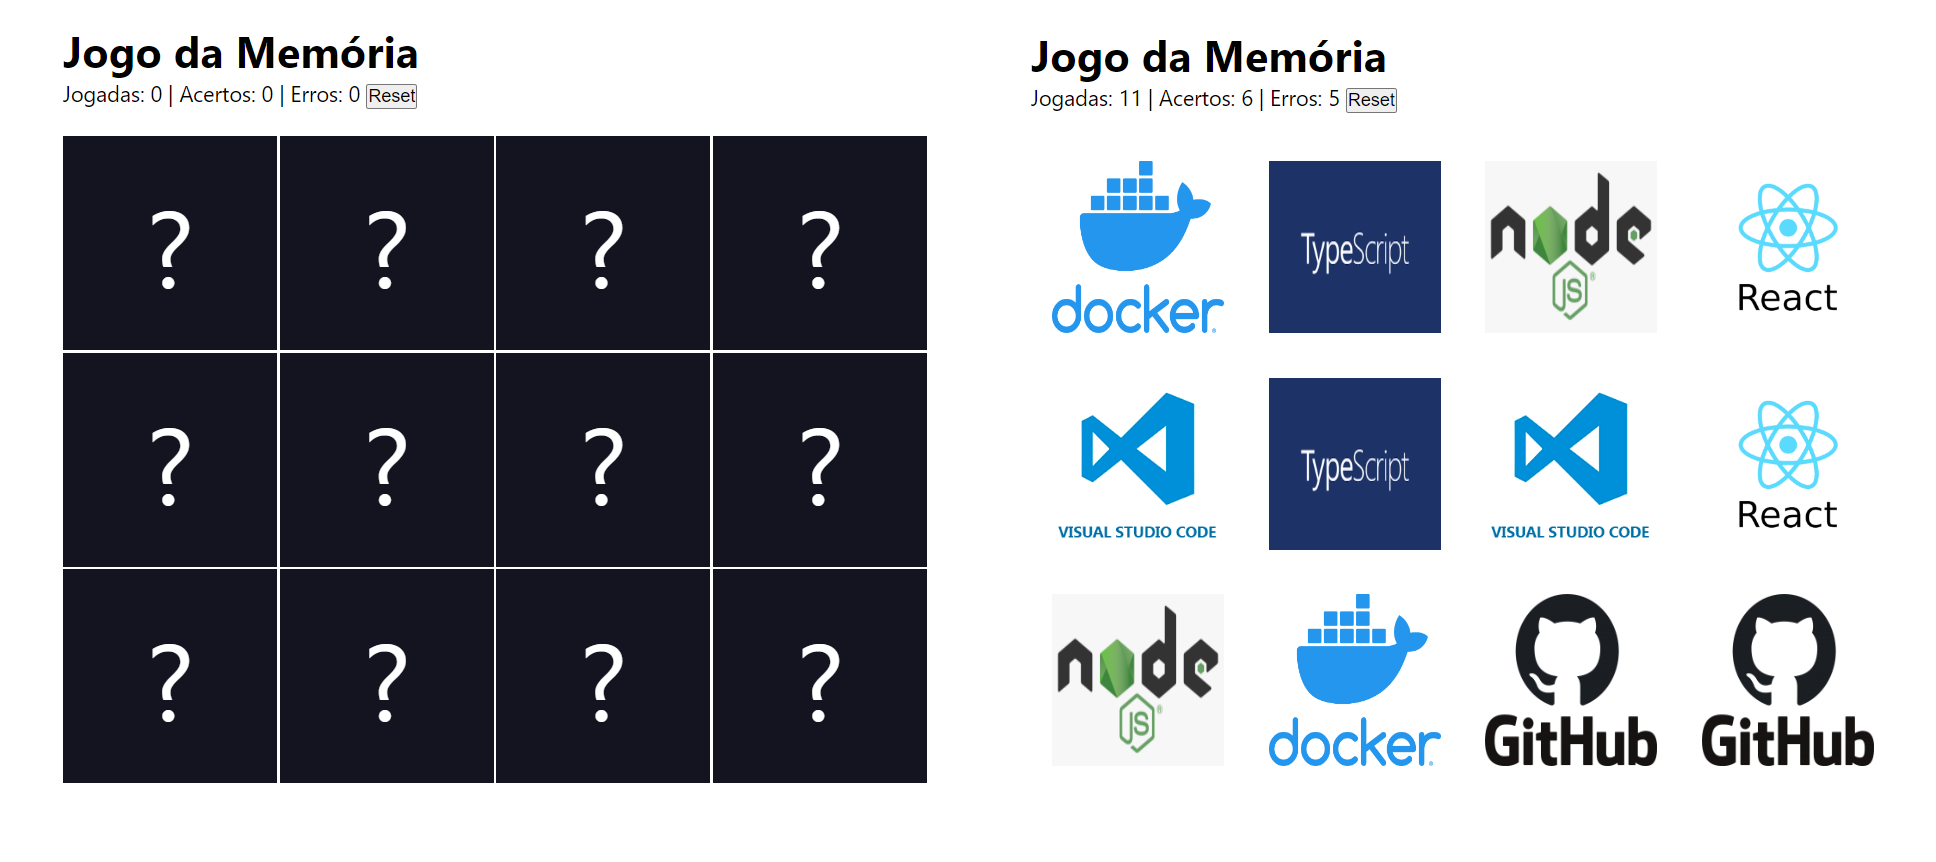 Jogo da Memória
Jogadas: 0 | Acertos: 0 | Erros: 0 Reset
? ? ? ?
? ? ? ?
? ? ? ?
Jogo da Memória
Jogadas: 11 | Acertos: 6 | Erros: 5 Reset
docker. TypeScript node JS ® React
VISUAL STUDIO CODE TypeScript VISUAL STUDIO CODE React
node JS ® docker. GitHub GitHub